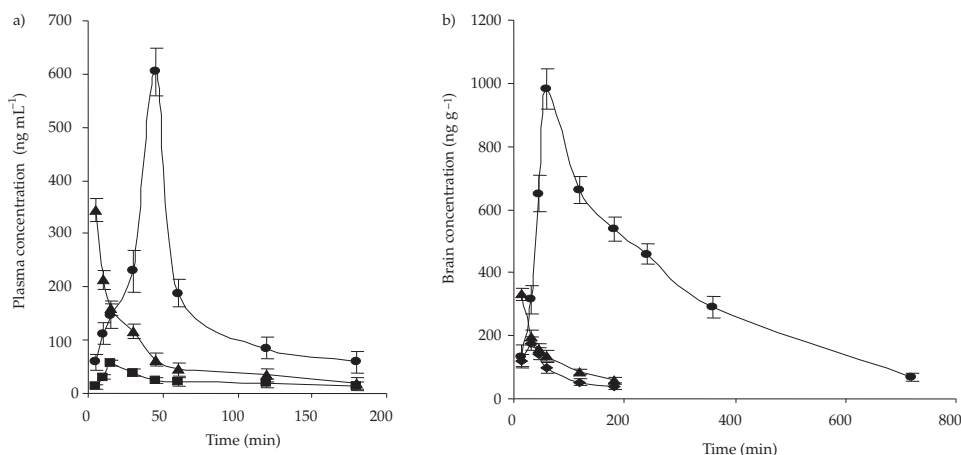 a)
700
600
500
400
300
200
100
0
Plasma concentration (ng mL⁻¹)
0 50 100 150 200
Time (min)
b)
1200
1000
800
600
400
200
0
Brain concentration (ng g⁻¹)
0 200 400 600 800
Time (min)